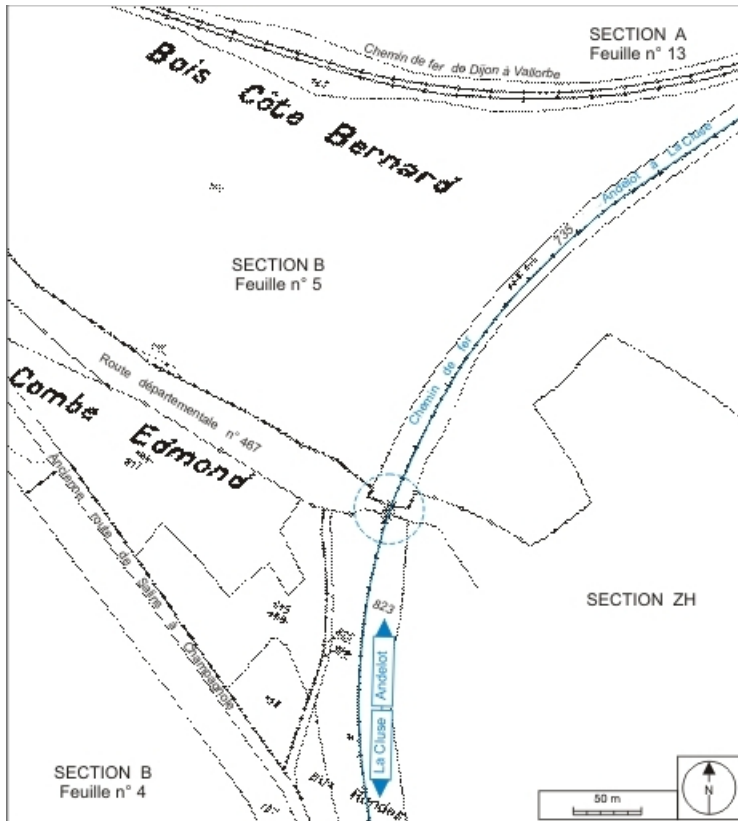 SECTION A
Feuille n° 13
Chemin de fer de Dijon à Vallorbe
Bois Côte Bernard
Andelot à La Cluse
735
SECTION B
Feuille n° 5
Chemin de fer
Route départementale n° 467
Combe Edmond
Ancienne route de Salins à Champagnole
823
SECTION ZH
Andelot
La Cluse
SECTION B
Feuille n° 4
50 m
N